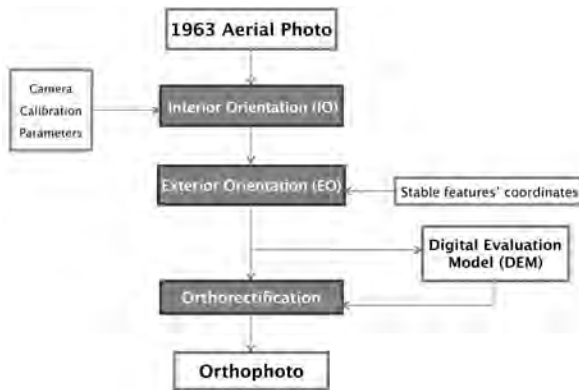 1963 Aerial Photo
Camera
Calibration
Parameters
Interior Orientation (IO)
Exterior Orientation (EO)
Stable features' coordinates
Digital Evaluation
Model (DEM)
Orthorectification
Orthophoto